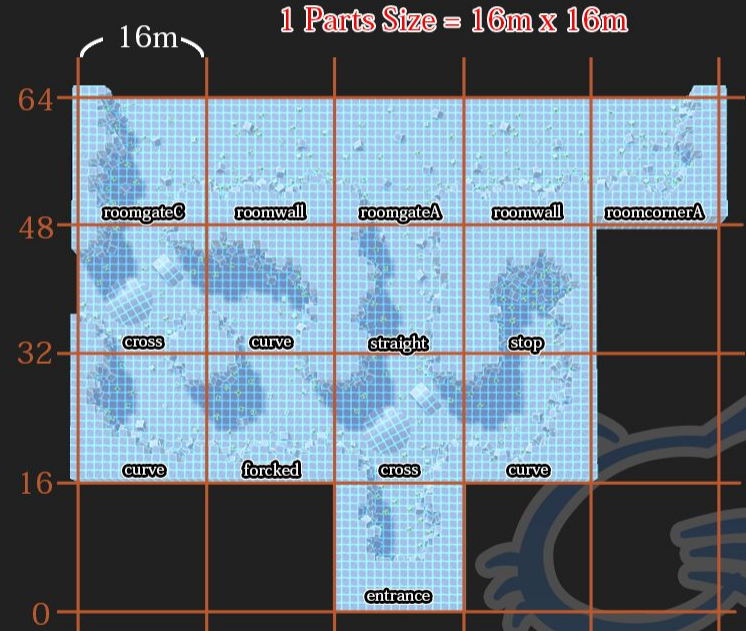 1 Parts Size = 16m x 16m
16m
64
roomgateC roomwall roomgateA roomwall roomcornerA
48
cross curve straight stop
32
curve forcked cross curve
16
entrance
0